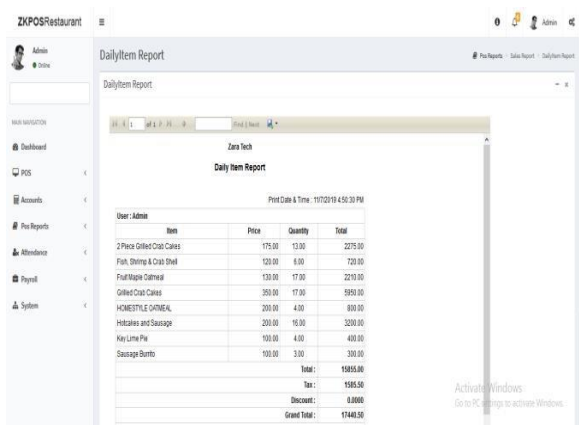 ZKPOSRestaurant
Admin
Admin
Online
DailyItem Report
Pos Reports Sales Report DailyItem Report
DailyItem Report
MAIN NAVIGATION
Dashboard
POS
Accounts
Pos Reports
Attendance
Payroll
System
1 of 1 Find | Next
Zara Tech
Daily Item Report
Print Date & Time : 11/7/2019 4:50:30 PM
User : Admin
Item Price Quantity Total
2 Piece Grilled Crab Cakes 175.00 13.00 2275.00
Fish, Shrimp & Crab Shell 120.00 6.00 720.00
Fruit Maple Oatmeal 130.00 17.00 2210.00
Grilled Crab Cakes 350.00 17.00 5950.00
HOMESTYLE OATMEAL 200.00 4.00 800.00
Hotcakes and Sausage 200.00 16.00 3200.00
Key Lime Pie 100.00 4.00 400.00
Sausage Burrito 100.00 3.00 300.00
Total : 15855.00
Tax : 1585.50
Discount : 0.0000
Grand Total : 17440.50
Activate Windows
Go to PC settings to activate Windows.